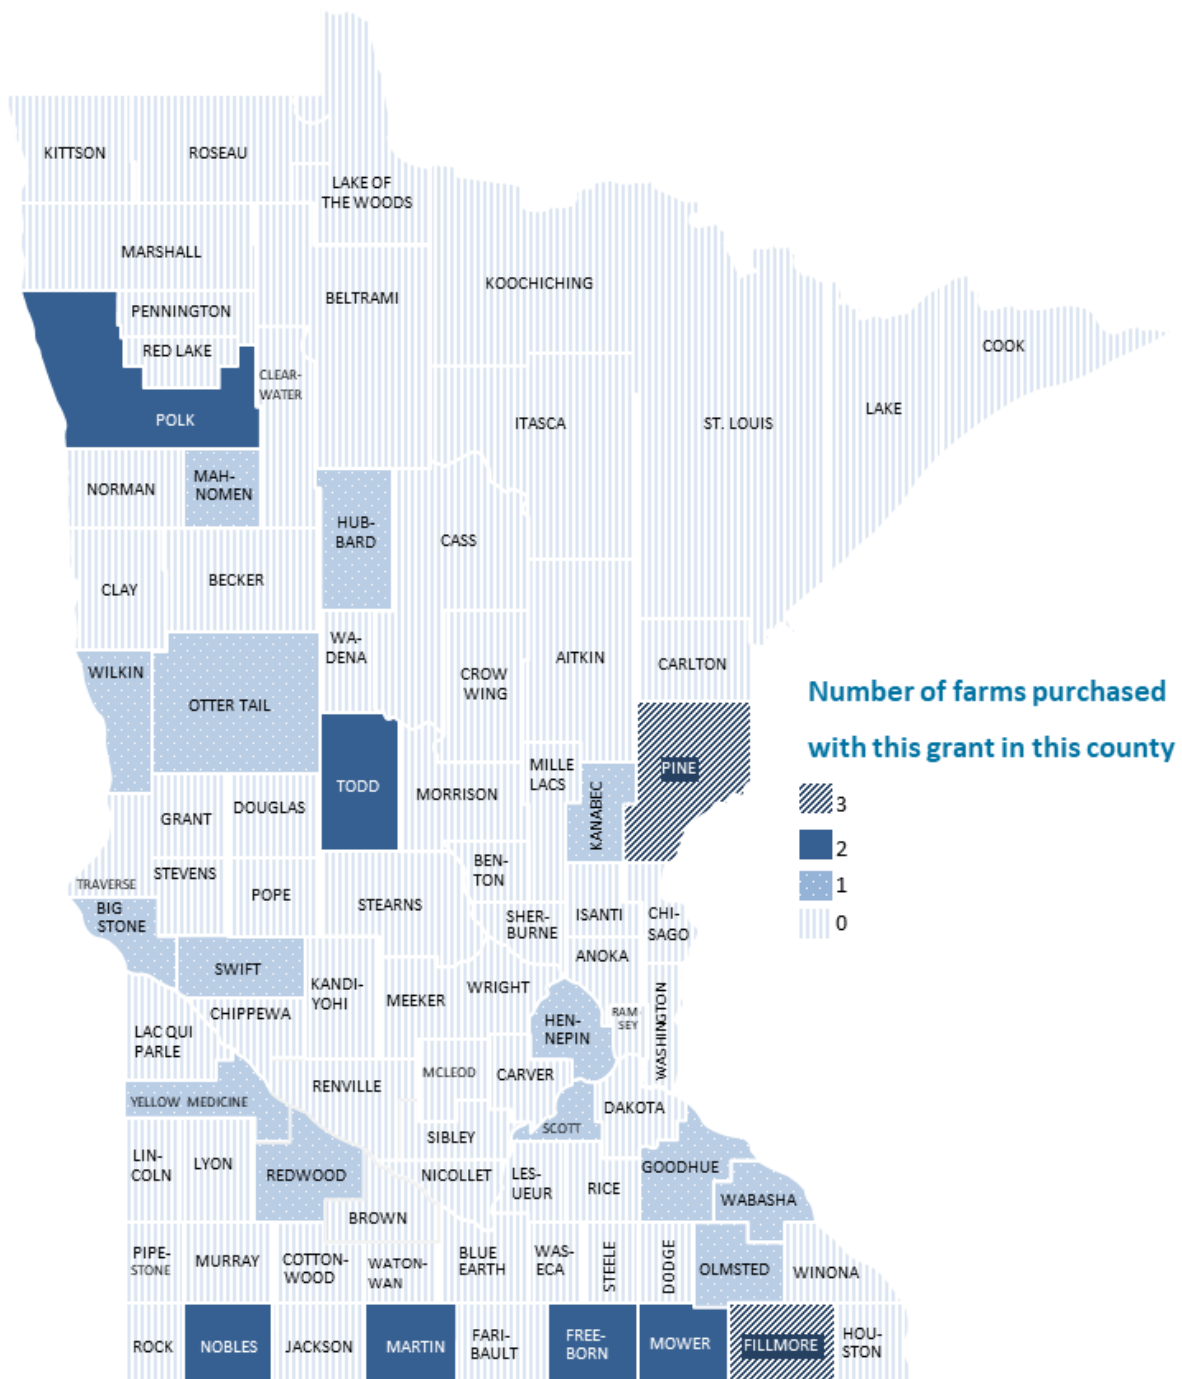 KITTSON
ROSEAU
LAKE OF
THE WOODS
MARSHALL
KOOCHICHING
BELTRAMI
PENNINGTON
RED LAKE
COOK
CLEAR-
WATER
POLK
ITASCA
ST. LOUIS
LAKE
NORMAN
MAH-
NOMEN
HUB-
BARD
CASS
CLAY
BECKER
WA-
DENA
AITKIN
CARLTON
WILKIN
OTTER TAIL
CROW
WING
Number of farms purchased
with this grant in this county
3
2
1
0
PINE
MILLE
LACS
TODD
MORRISON
KANABEC
GRANT
DOUGLAS
STEVENS
BEN-
TON
TRAVERSE
POPE
STEARNS
BIG
STONE
SHER-
BURNE
ISANTI
CHI-
SAGO
ANOKA
SWIFT
KANDI-
YOHI
MEEKER
WRIGHT
CHIPPEWA
HEN-
NEPIN
RAM-
SEY
WASHINGTON
LAC QUI
PARLE
RENVILLE
MCLEOD
CARVER
YELLOW MEDICINE
DAKOTA
SCOTT
SIBLEY
LIN-
COLN
LYON
REDWOOD
NICOLLET
LES-
UEUR
RICE
GOODHUE
WABASHA
BROWN
PIPE-
STONE
MURRAY
COTTON-
WOOD
WATON-
WAN
BLUE
EARTH
WAS-
ECA
STEELE
DODGE
OLMSTED
WINONA
ROCK
NOBLES
JACKSON
MARTIN
FARI-
BAULT
FREE-
BORN
MOWER
FILLMORE
HOU-
STON